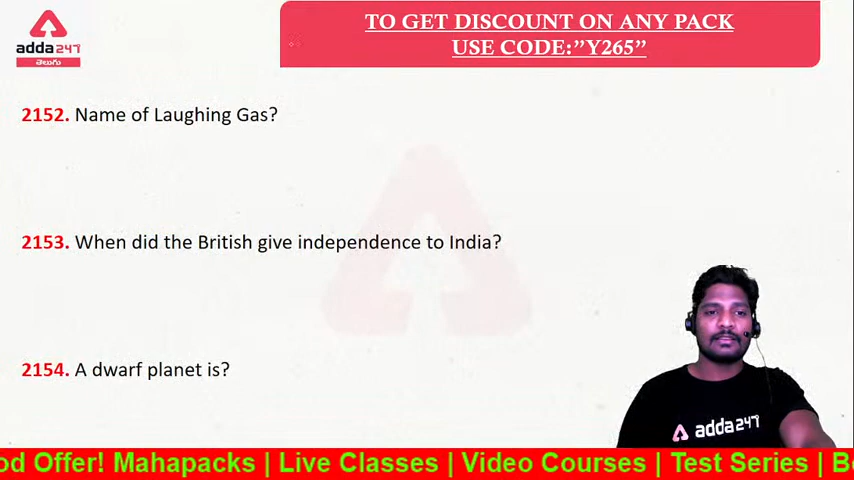 adda247
తెలుగు
TO GET DISCOUNT ON ANY PACK
USE CODE:”Y265”
2152. Name of Laughing Gas?
2153. When did the British give independence to India?
2154. A dwarf planet is?
adda247
od Offer! Mahapacks | Live Classes | Video Courses | Test Series | B